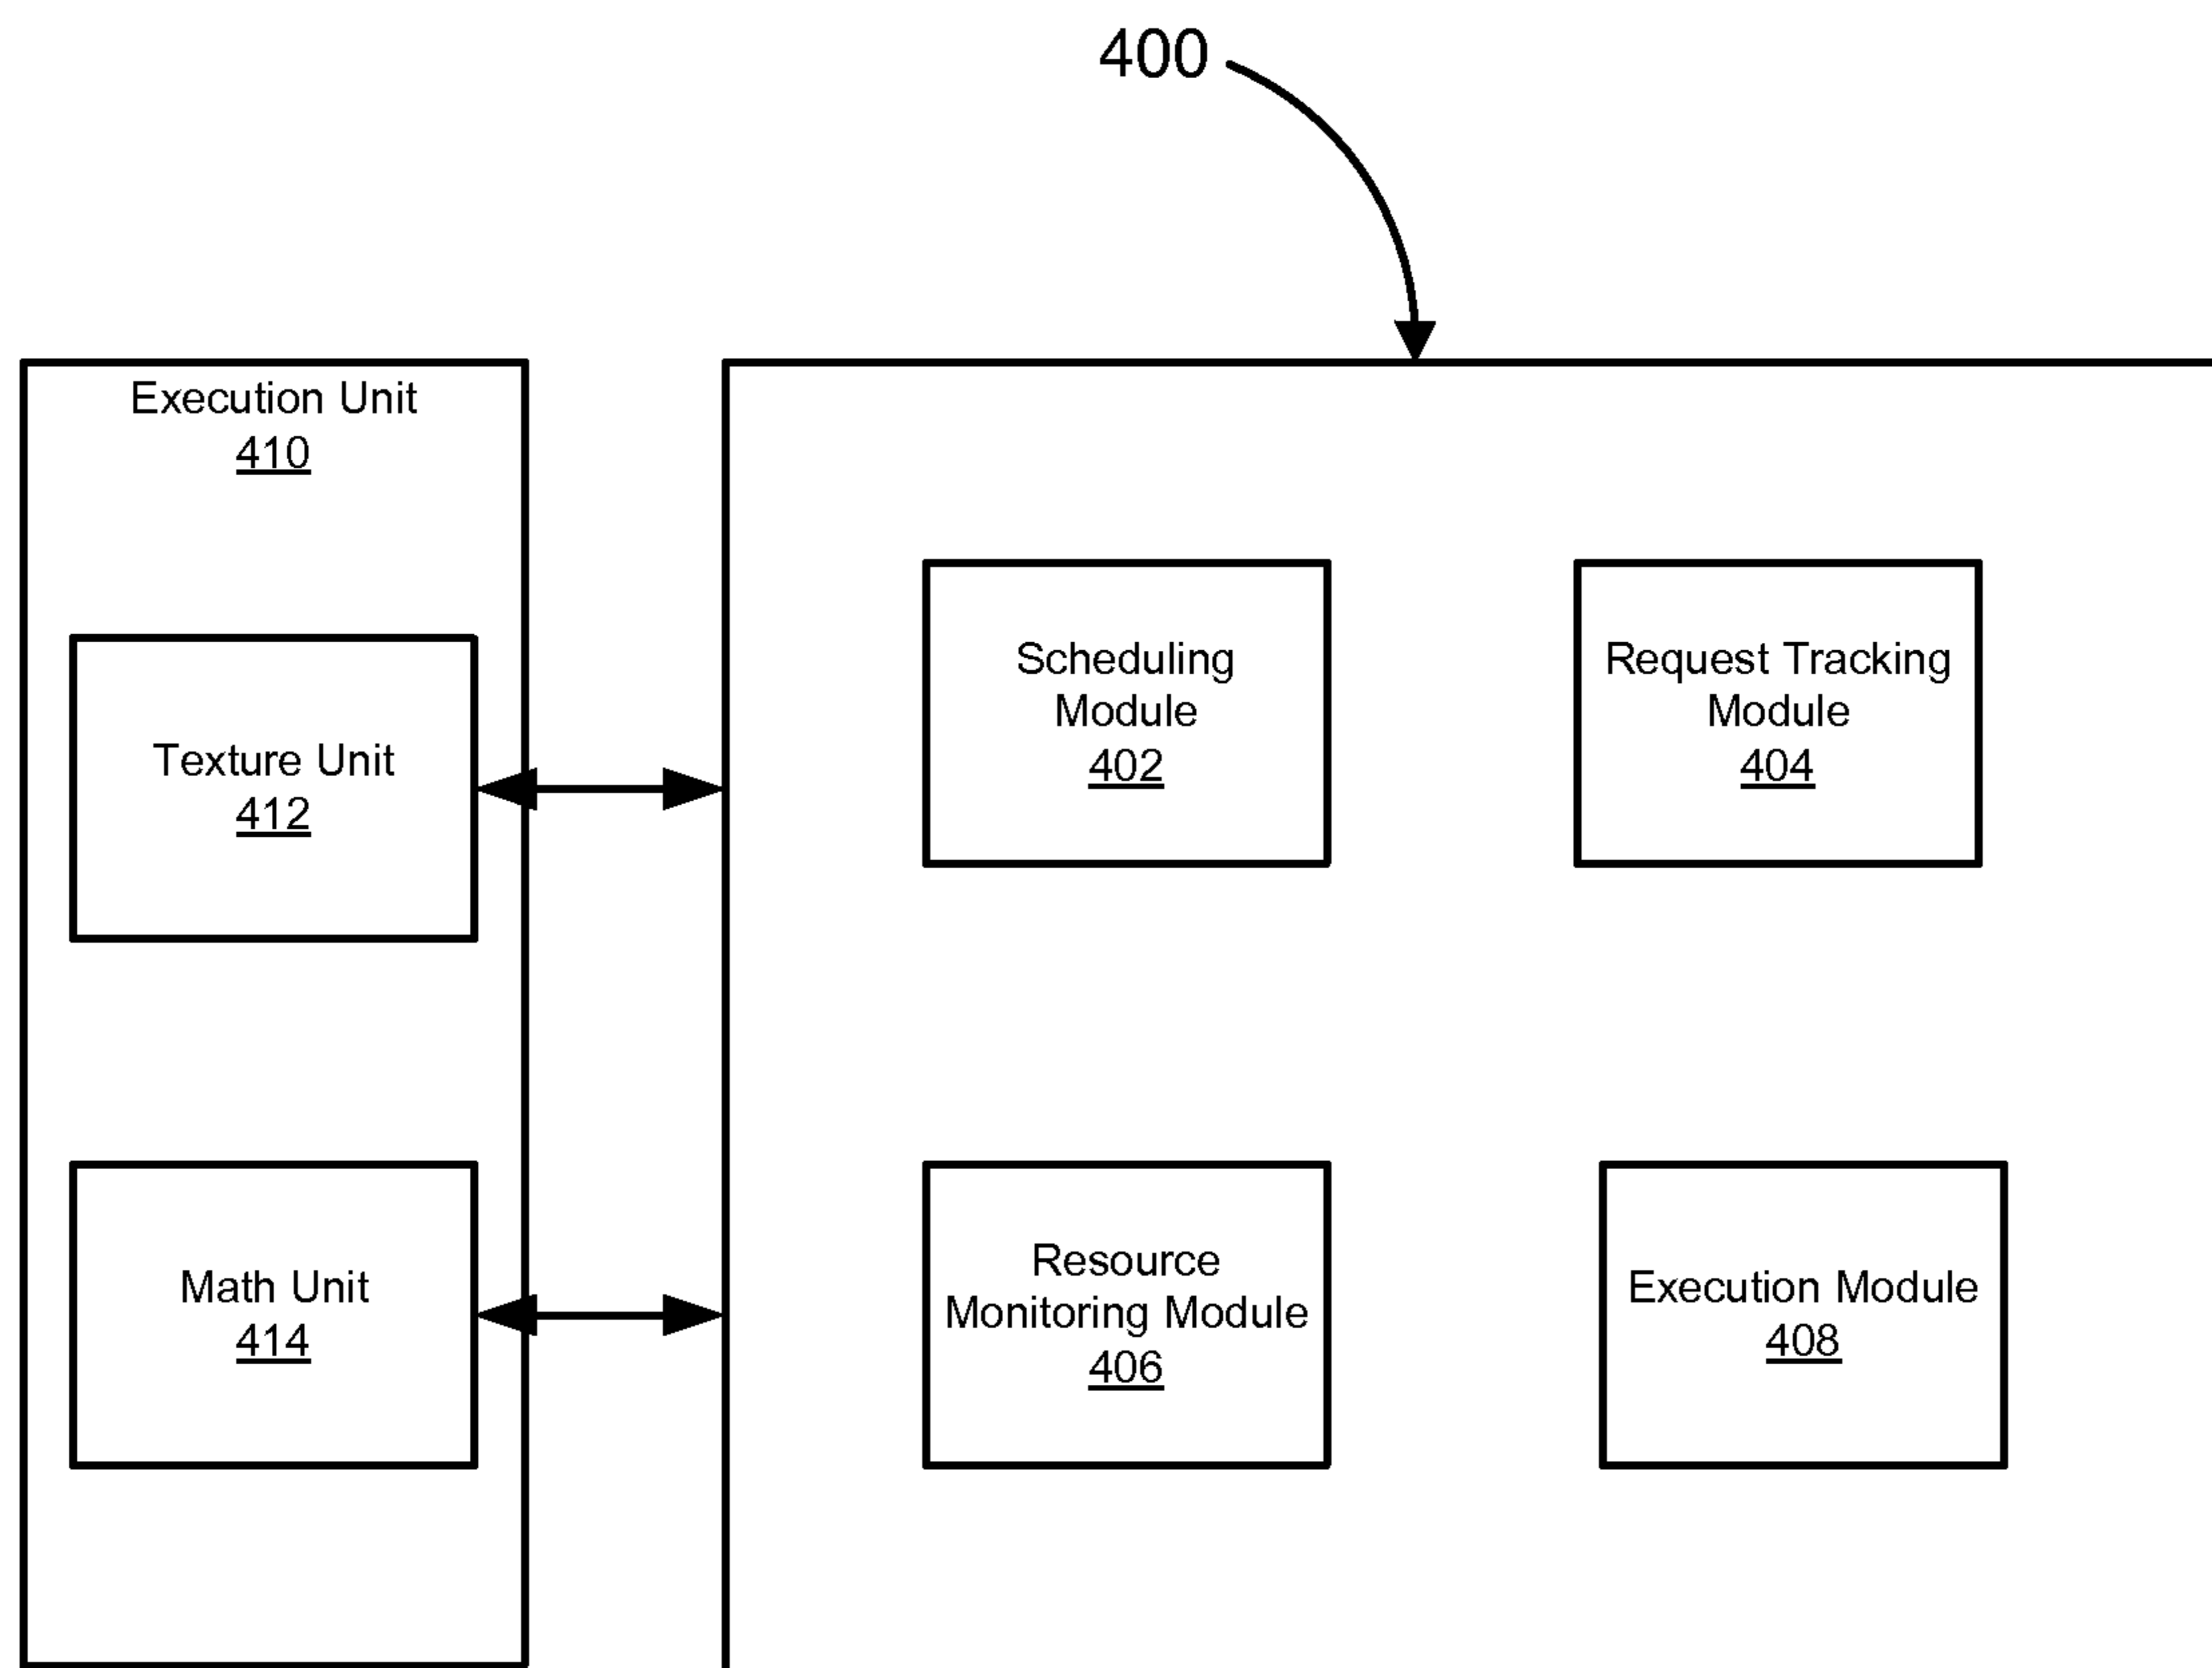 400
Execution Unit
410
Texture Unit
412
Math Unit
414
Scheduling
Module
402
Request Tracking
Module
404
Resource
Monitoring Module
406
Execution Module
408